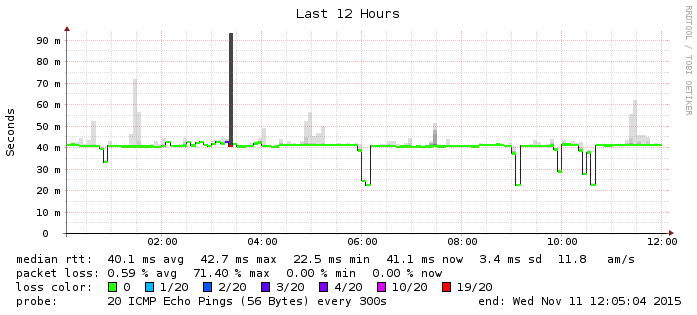 Last 12 Hours
RRDTOOL / TOBI OETIKER
Seconds
90 m
80 m
70 m
60 m
50 m
40 m
30 m
20 m
10 m
0
02:00 04:00 06:00 08:00 10:00 12:00
median rtt: 40.1 ms avg 42.7 ms max 22.5 ms min 41.1 ms now 3.4 ms sd 11.8 am/s
packet loss: 0.59 % avg 71.40 % max 0.00 % min 0.00 % now
loss color: 0 1/20 2/20 3/20 4/20 10/20 19/20
probe: 20 ICMP Echo Pings (56 Bytes) every 300s end: Wed Nov 11 12:05:04 2015